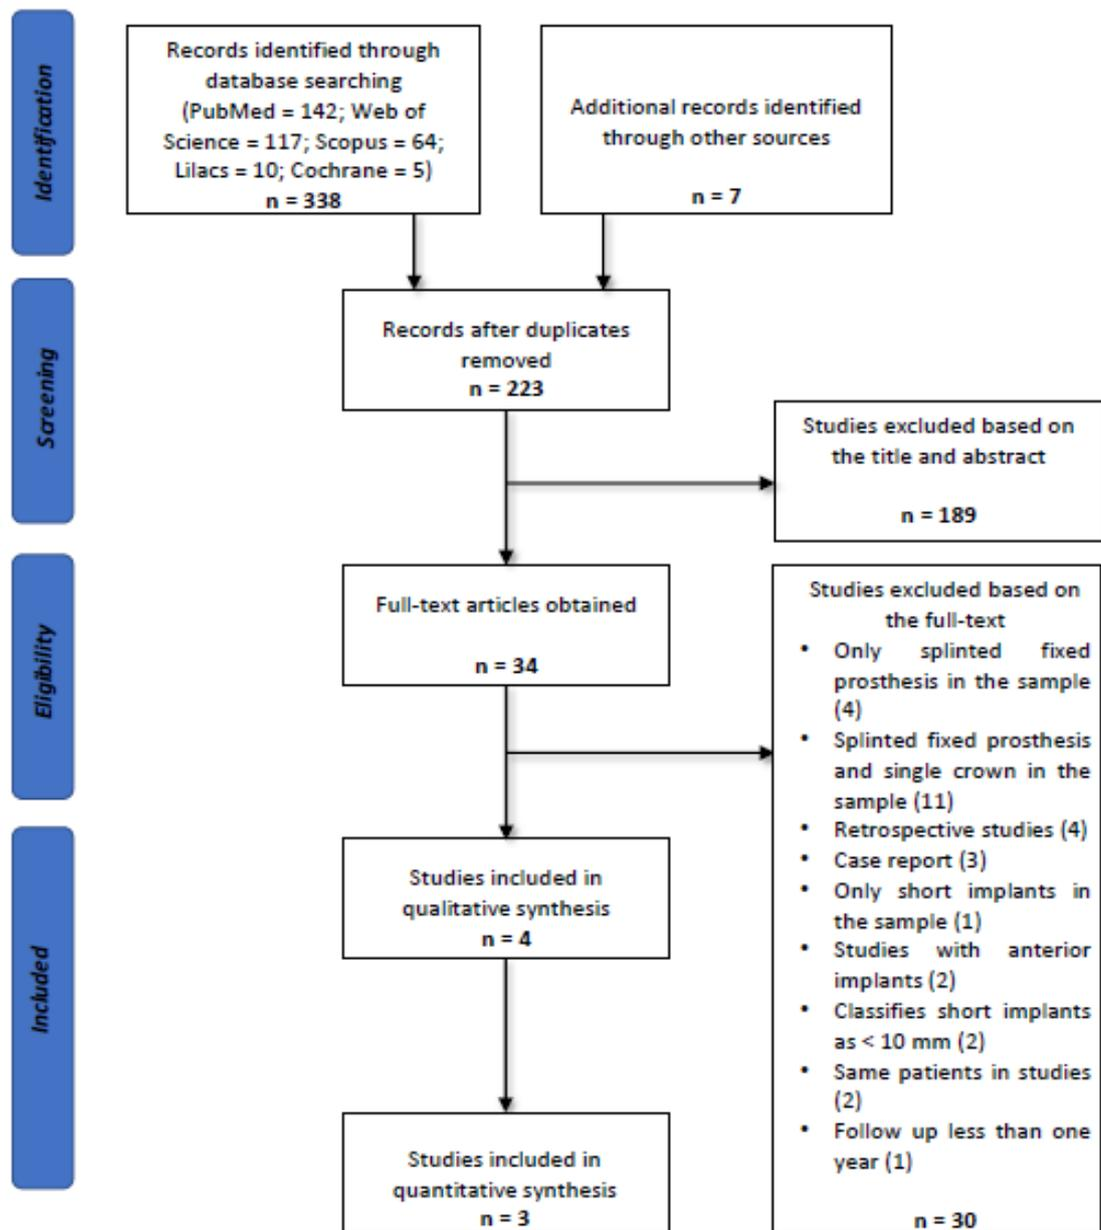 Identification
Records identified through
database searching
(PubMed = 142; Web of
Science = 117; Scopus = 64;
Lilacs = 10; Cochrane = 5)
n = 338
Additional records identified
through other sources
n = 7
Screening
Records after duplicates
removed
n = 223
Studies excluded based on
the title and abstract
n = 189
Eligibility
Full-text articles obtained
n = 34
Studies excluded based on
the full-text
• Only splinted fixed
prosthesis in the sample
(4)
• Splinted fixed prosthesis
and single crown in the
sample (11)
• Retrospective studies (4)
• Case report (3)
• Only short implants in
the sample (1)
• Studies with anterior
implants (2)
• Classifies short implants
as < 10 mm (2)
• Same patients in studies
(2)
• Follow up less than one
year (1)
n = 30
Included
Studies included in
qualitative synthesis
n = 4
Studies included in
quantitative synthesis
n = 3